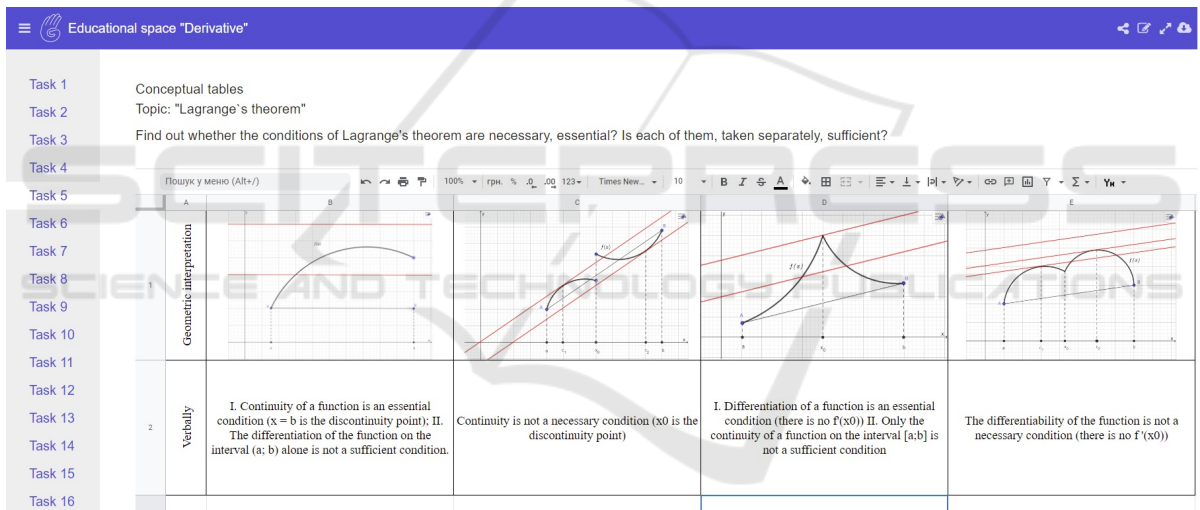 Educational space "Derivative"
Task 1
Task 2
Task 3
Task 4
Task 5
Task 6
Task 7
Task 8
Task 9
Task 10
Task 11
Task 12
Task 13
Task 14
Task 15
Task 16
Conceptual tables
Topic: "Lagrange`s theorem"
Find out whether the conditions of Lagrange's theorem are necessary, essential? Is each of them, taken separately, sufficient?
Пошук у меню (Alt+/) 100% грн. % .0 .00 123 Times New... 10 B I S A
A B C D E
1
Geometric interpretation
f(x)
f(x)
f(x)
2
Verbally
I. Continuity of a function is an essential
condition (x = b is the discontinuity point); II.
The differentiation of the function on the
interval (a; b) alone is not a sufficient condition.
Continuity is not a necessary condition (x0 is the
discontinuity point)
I. Differentiation of a function is an essential
condition (there is no f'(x0)) II. Only the
continuity of a function on the interval [a;b] is
not a sufficient condition
The differentiability of the function is not a
necessary condition (there is no f '(x0))
SCITEPRESS
SCIENCE AND TECHNOLOGY PUBLICATIONS